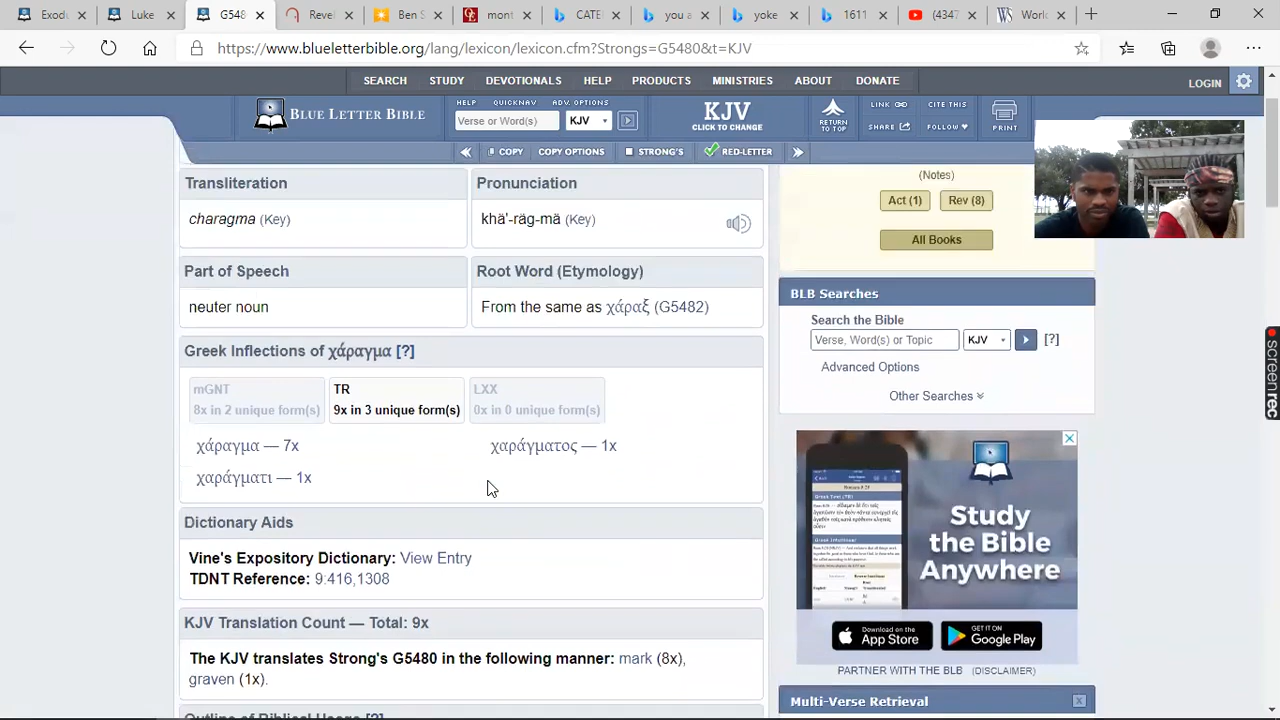 Exodu
Luke
G548
Reve
Ben S
mont
CATE
you a
yoke
1611
(4347
Work
https://www.blueletterbible.org/lang/lexicon/lexicon.cfm?Strongs=G5480&t=KJV
SEARCH STUDY DEVOTIONALS HELP PRODUCTS MINISTRIES ABOUT DONATE LOGIN
BLUE LETTER BIBLE
HELP QUICKNAV ADV. OPTIONS
Verse or Word(s) KJV
KJV
CLICK TO CHANGE
RETURN
TO TOP
LINK CITE THIS
SHARE FOLLOW
PRINT
COPY COPY OPTIONS STRONG'S RED-LETTER
Transliteration
charagma (Key)
Pronunciation
khä'-räg-mä (Key)
Part of Speech
neuter noun
Root Word (Etymology)
From the same as χάραξ (G5482)
Greek Inflections of χάραγμα [?]
mGNT
8x in 2 unique form(s)
TR
9x in 3 unique form(s)
LXX
0x in 0 unique form(s)
χάραγμα — 7x
χαράγματος — 1x
χαράγματι — 1x
Dictionary Aids
Vine's Expository Dictionary: View Entry
TDNT Reference: 9:416,1308
KJV Translation Count — Total: 9x
The KJV translates Strong's G5480 in the following manner: mark (8x),
graven (1x).
Outline of Biblical Usage [?]
(Notes)
Act (1) Rev (8)
All Books
BLB Searches
Search the Bible
Verse, Word(s) or Topic KJV [?]
Advanced Options
Other Searches
Study
the Bible
Anywhere
Download on the
App Store
GET IT ON
Google Play
PARTNER WITH THE BLB (DISCLAIMER)
Multi-Verse Retrieval x
screenrec